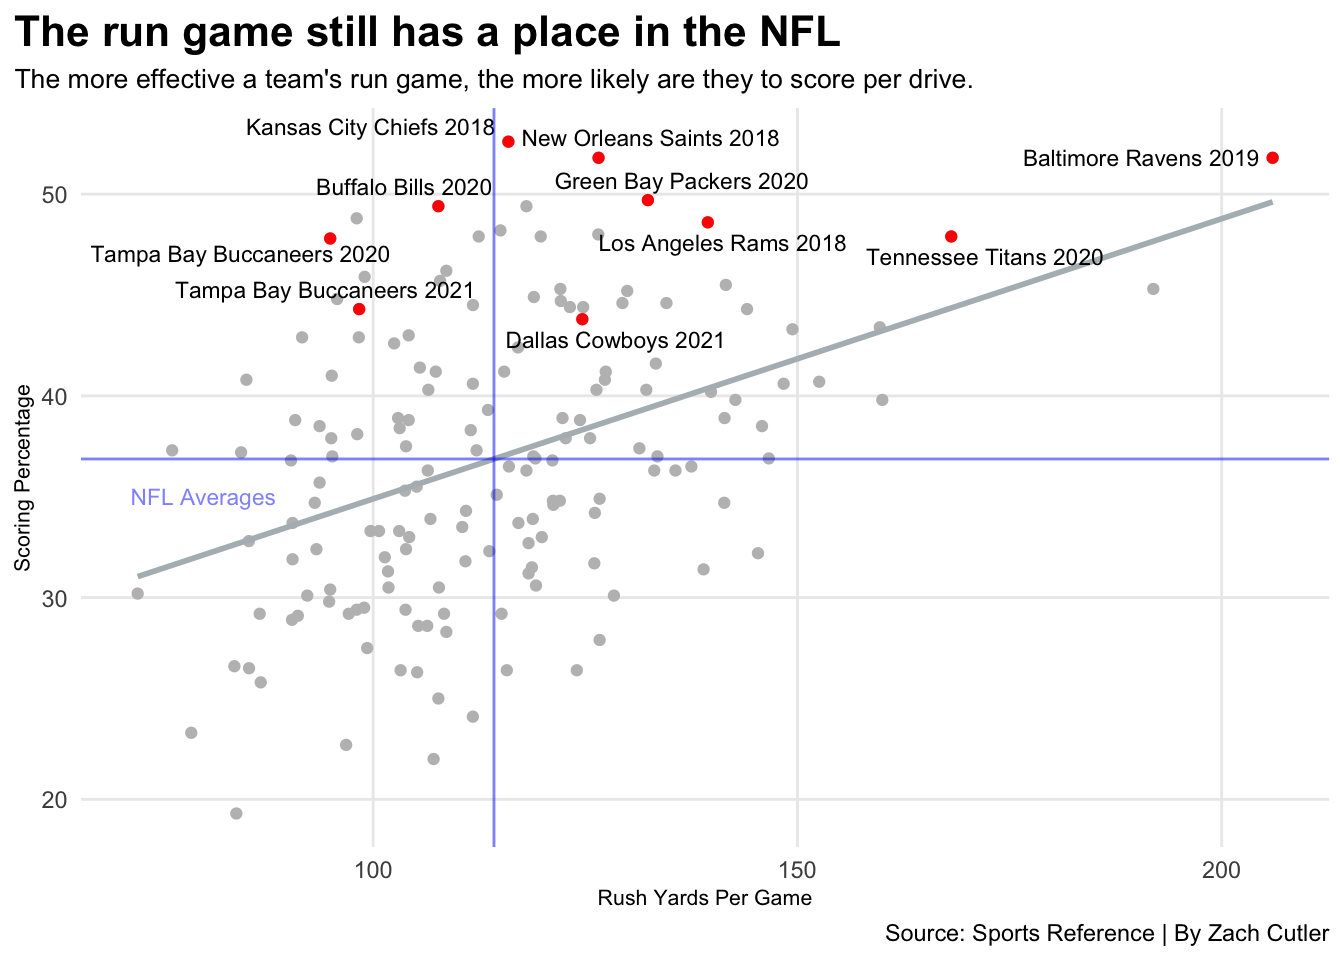 The run game still has a place in the NFL
The more effective a team's run game, the more likely are they to score per drive.
Kansas City Chiefs 2018
New Orleans Saints 2018
Baltimore Ravens 2019
Buffalo Bills 2020
Green Bay Packers 2020
50
Los Angeles Rams 2018
Tampa Bay Buccaneers 2020
Tennessee Titans 2020
Tampa Bay Buccaneers 2021
Dallas Cowboys 2021
40
Scoring Percentage
NFL Averages
30
20
100
150
200
Rush Yards Per Game
Source: Sports Reference | By Zach Cutler